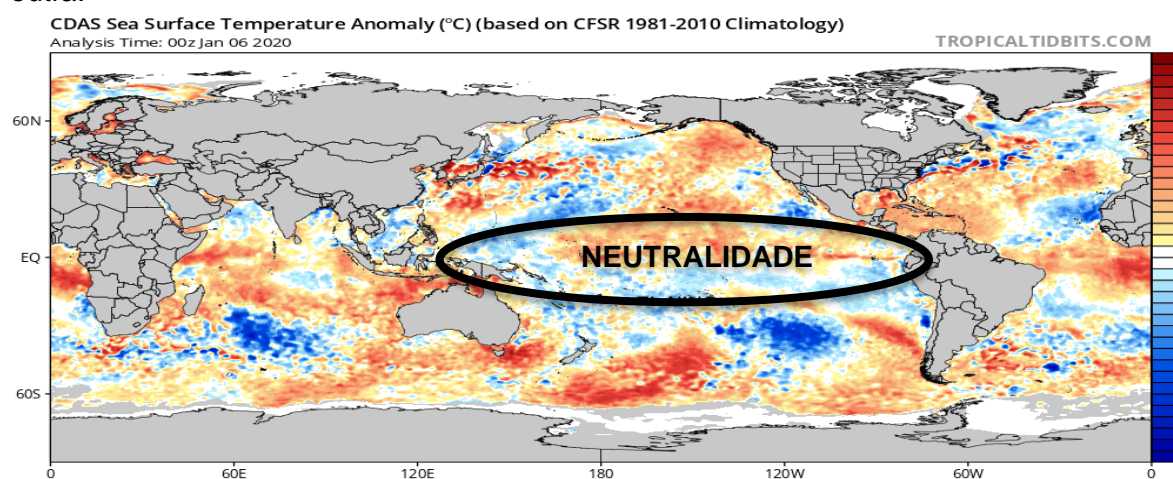 CDAS Sea Surface Temperature Anomaly (°C) (based on CFSR 1981-2010 Climatology)
Analysis Time: 00z Jan 06 2020
TROPICALTIDBITS.COM
60N
EQ
NEUTRALIDADE
60S
0
60E
120E
180
120W
60W
0